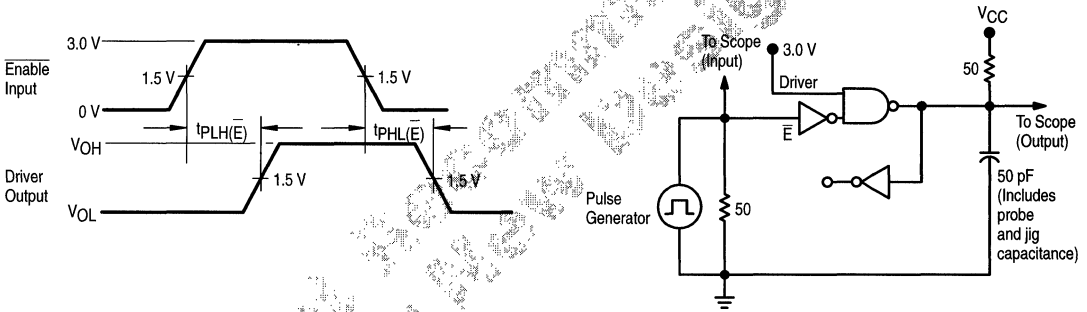 3.0 V
Enable
Input
1.5 V
1.5 V
0 V
tPLH(E)
tPHL(E)
VOH
Driver
Output
1.5 V
1.5 V
VOL
To Scope
(Input)
3.0 V
Driver
E
VCC
50
To Scope
(Output)
Pulse
Generator
50
50 pF
(Includes
probe
and jig
capacitance)